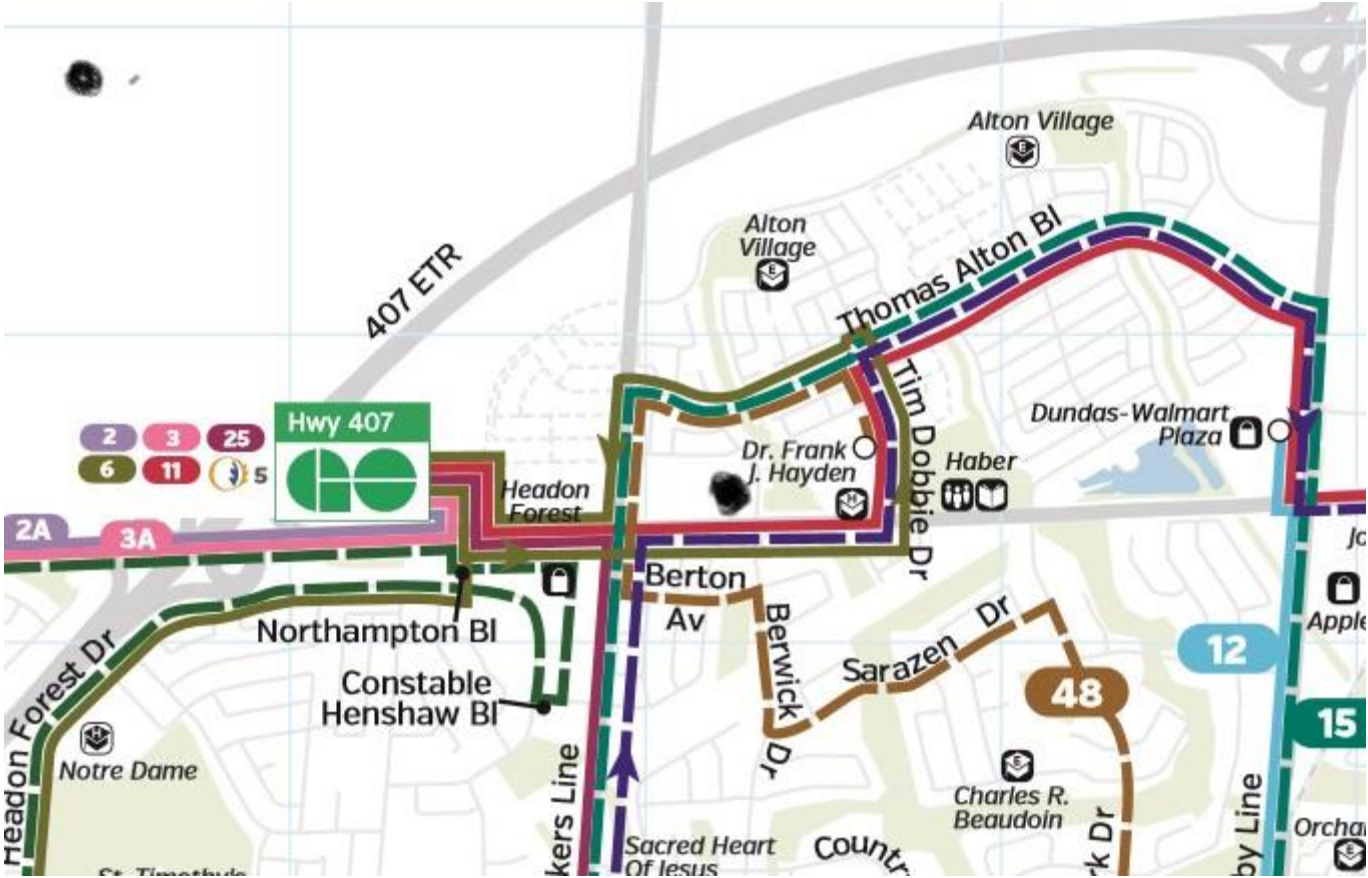 Alton Village
E
Alton
Village
E
Thomas Alton Bl
407 ETR
Hwy 407
GO
2 3 25
6 11 5
2A
3A
Headon
Forest
Dr. Frank
J. Hayden
H
Tim Dobbie Dr
Haber
Dundas-Walmart
Plaza
Berton
Av
Berwick Dr
Sarazen Dr
48
12
15
Northampton Bl
Constable
Henshaw Bl
Headon Forest Dr
H
Notre Dame
E
Charles R.
Beaudoin
Sacred Heart
Of Jesus